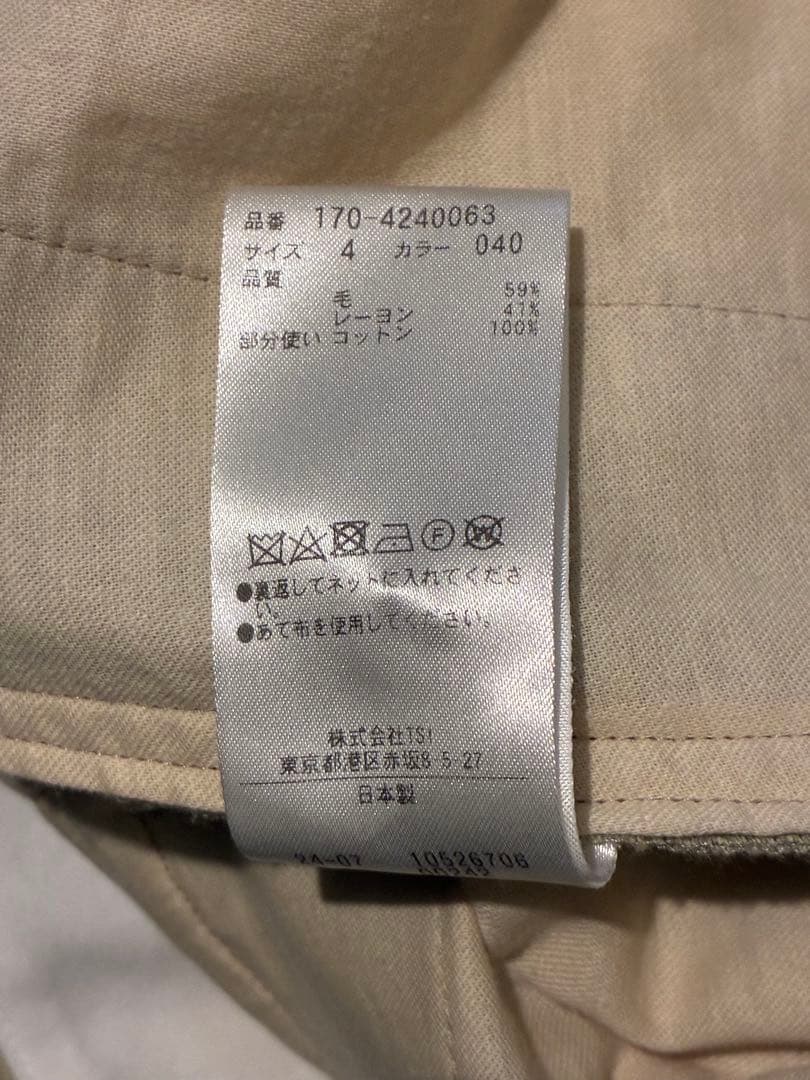 品番 170-4240063
サイズ 4 カラー 040
品質
毛 59%
レーヨン 41%
部分使い コットン 100%
W
F
●裏返してネットに入れてくださ
い。
●あて布を使用してください。
株式会社TSI
東京都港区赤坂8-5-27
日本製
24-07 10526706